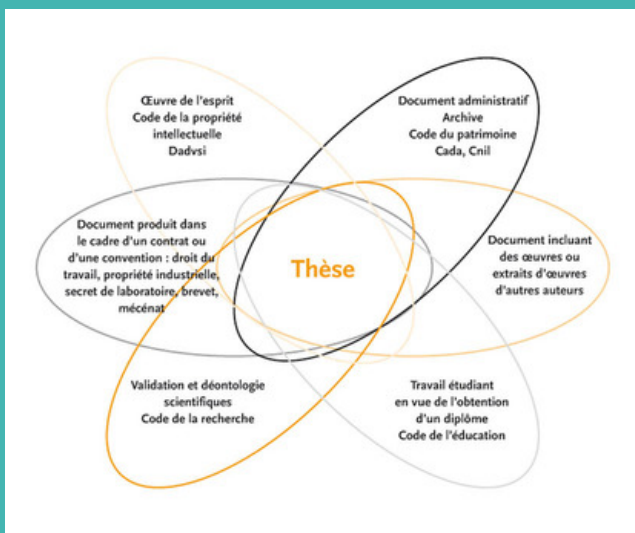 Œuvre de l'esprit
Code de la propriété
intellectuelle
Dadvsi
Document administratif
Archive
Code du patrimoine
Cada, Cnil
Document produit dans
le cadre d'un contrat ou
d'une convention : droit du
travail, propriété industrielle,
secret de laboratoire, brevet,
mécénat
Thèse
Document incluant
des œuvres ou
extraits d'œuvres
d'autres auteurs
Validation et déontologie
scientifiques
Code de la recherche
Travail étudiant
en vue de l'obtention
d'un diplôme
Code de l'éducation